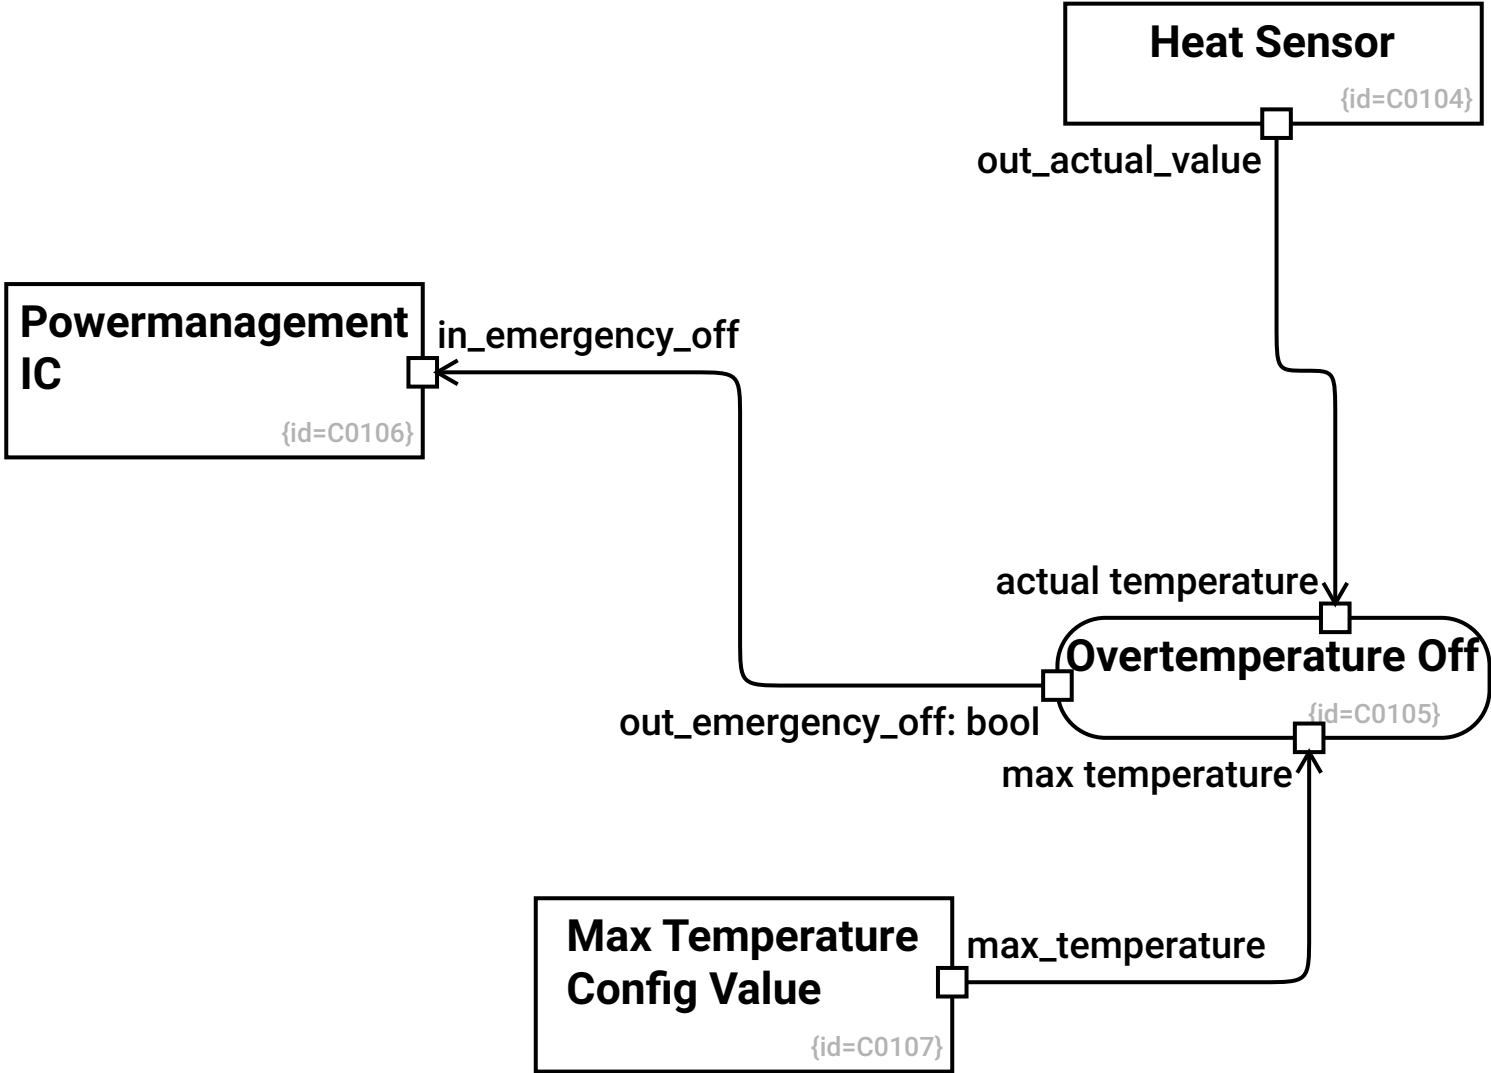 Heat Sensor
{id=C0104}
out_actual_value
Powermanagement
IC
{id=C0106}
in_emergency_off
actual temperature
Overtemperature Off
{id=C0105}
out_emergency_off: bool
max temperature
Max Temperature
Config Value
{id=C0107}
max_temperature